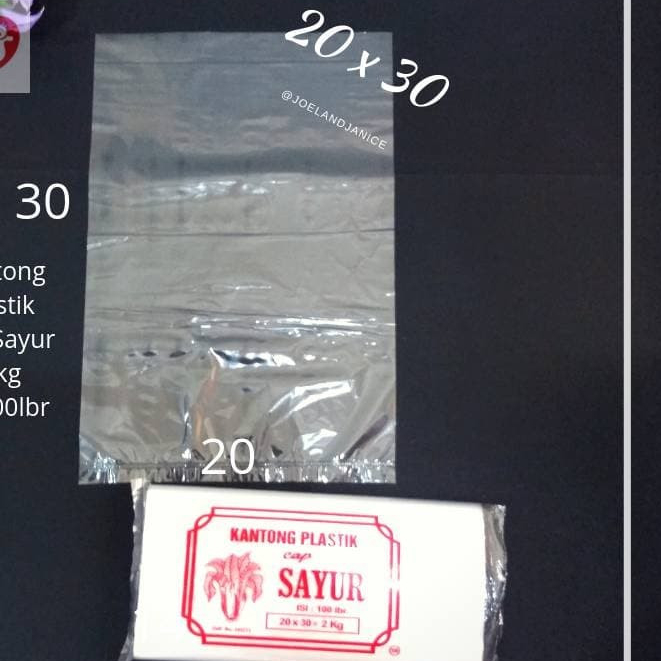 20 x 30
@JOELANDJANICE
30
tong
stik
Sayur
kg
00lbr
20
KANTONG PLASTIK
cap
SAYUR
ISI : 100 lbr
20 x 30 = 2 Kg